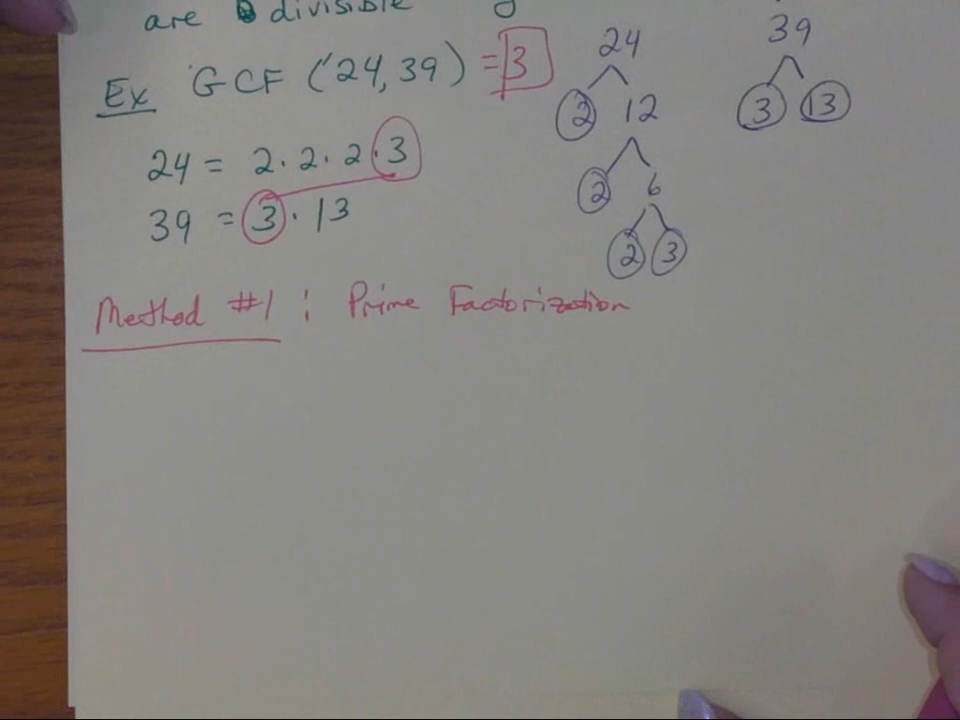 are divisible
Ex GCF (24,39) = 3
24 = 2·2·2·3
39 = 3·13
24
2 12
2 6
2 3
39
3 13
Method #1 : Prime Factorization